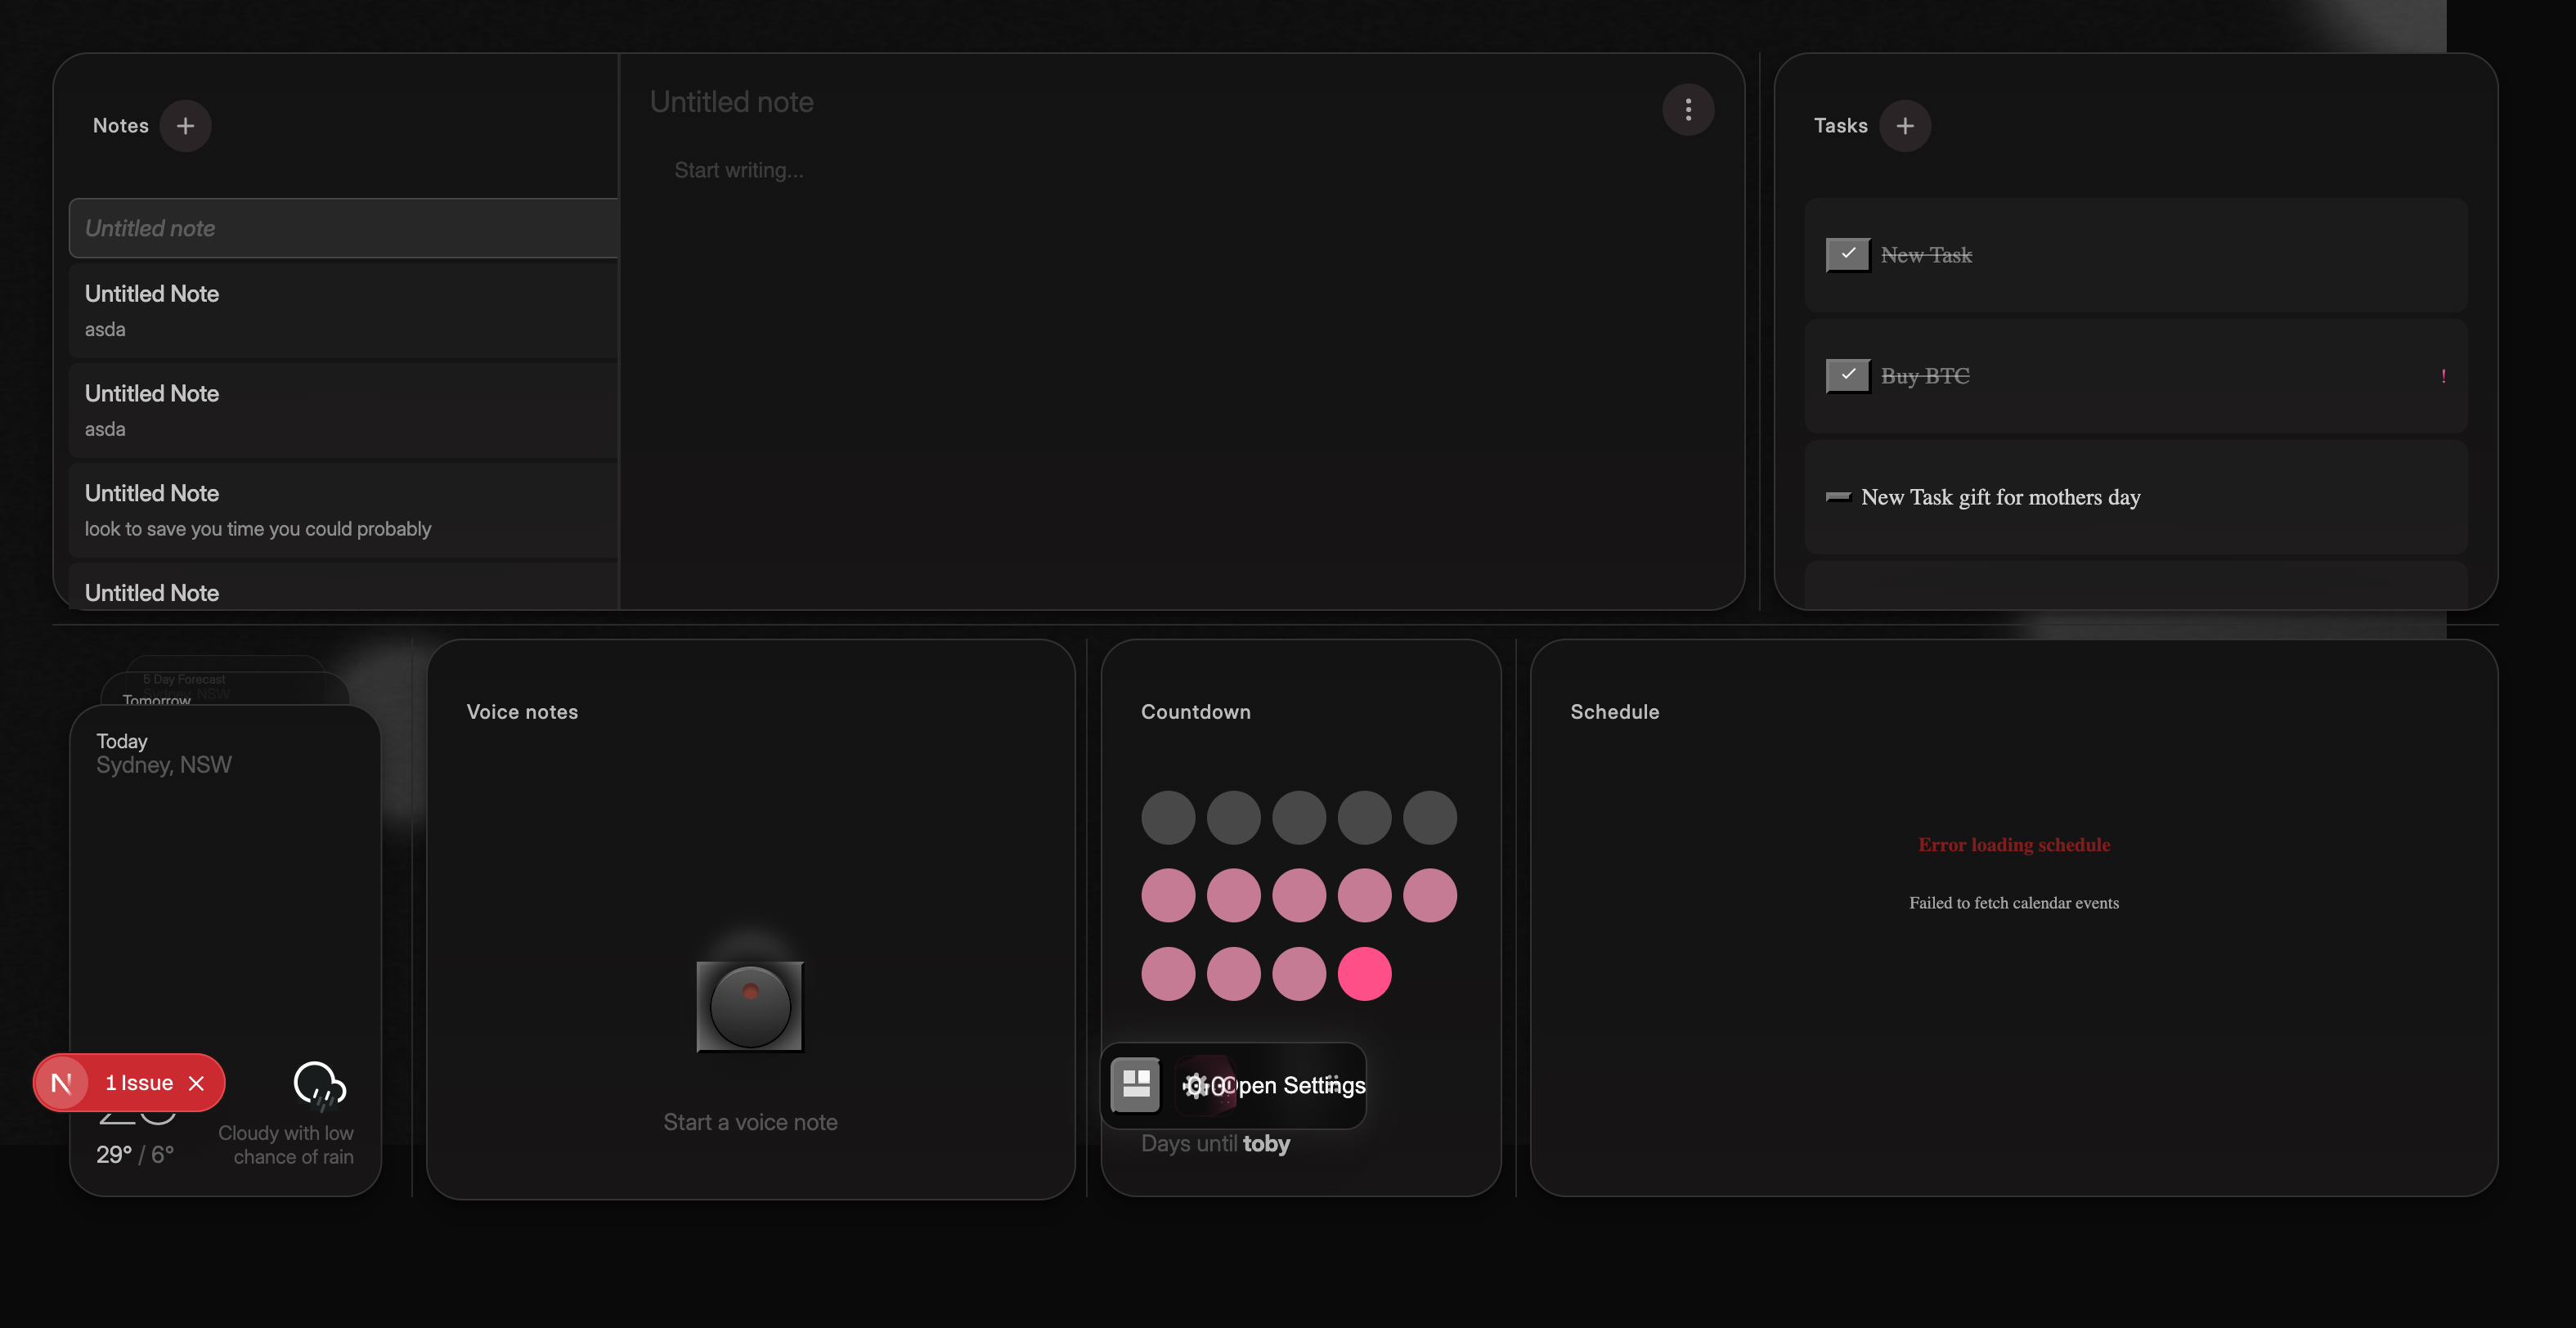 Notes
Untitled note
Untitled Note
asda
Untitled Note
asda
Untitled Note
look to save you time you could probably
Untitled Note
Untitled note
Start writing...
Tasks
New Task
Buy BTC
!
New Task gift for mothers day
5 Day Forecast
Sydney, NSW
Tomorrow
Today
Sydney, NSW
N 1 Issue
29° / 6°
Cloudy with low
chance of rain
Voice notes
Start a voice note
Countdown
Open Settings
Days until toby
Schedule
Error loading schedule
Failed to fetch calendar events